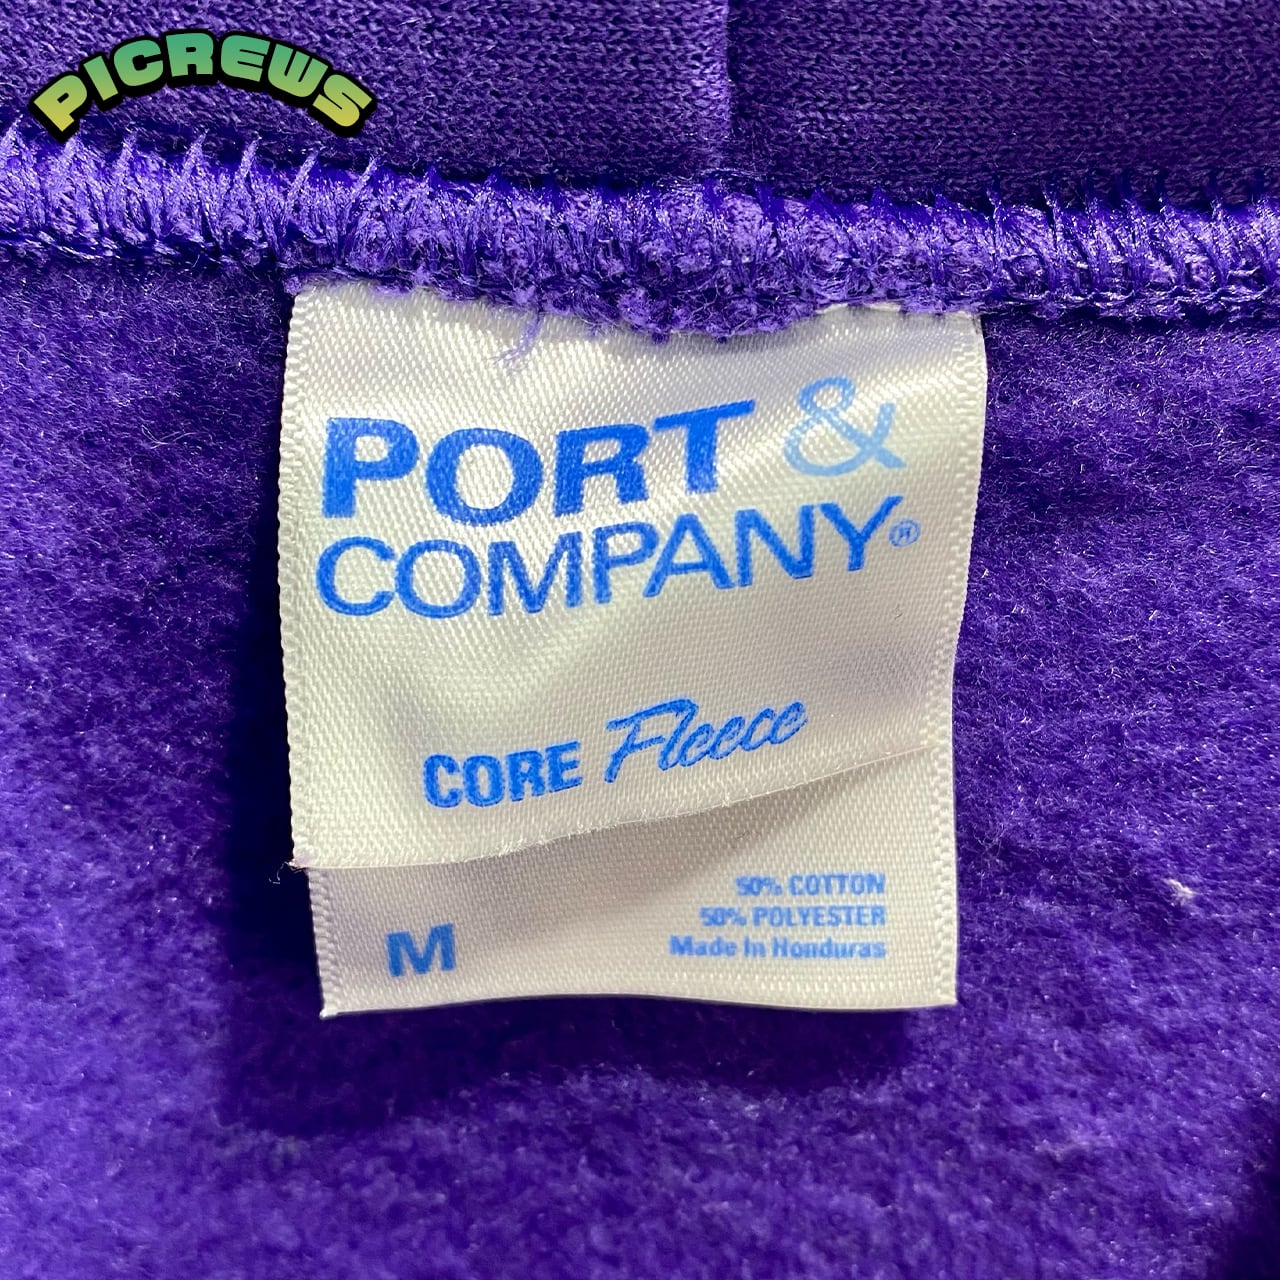 PICREWS
PORT &
COMPANY®
CORE Fleece
M
50% COTTON
50% POLYESTER
Made In Honduras